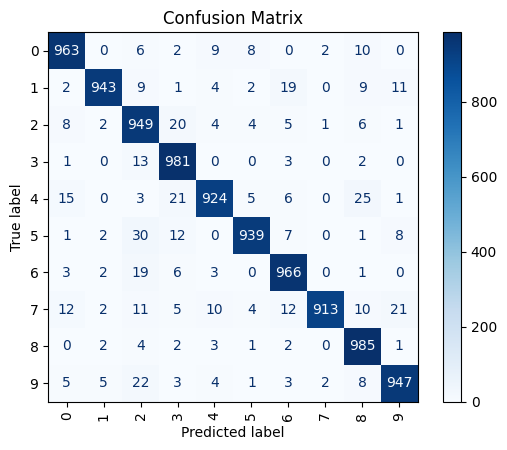 Confusion Matrix
0 963 0 6 2 9 8 0 2 10 0
1 2 943 9 1 4 2 19 0 9 11
2 8 2 949 20 4 4 5 1 6 1
3 1 0 13 981 0 0 3 0 2 0
4 15 0 3 21 924 5 6 0 25 1
5 1 2 30 12 0 939 7 0 1 8
6 3 2 19 6 3 0 966 0 1 0
7 12 2 11 5 10 4 12 913 10 21
8 0 2 4 2 3 1 2 0 985 1
9 5 5 22 3 4 1 3 2 8 947
0 1 2 3 4 5 6 7 8 9
Predicted label
True label
800
600
400
200
0